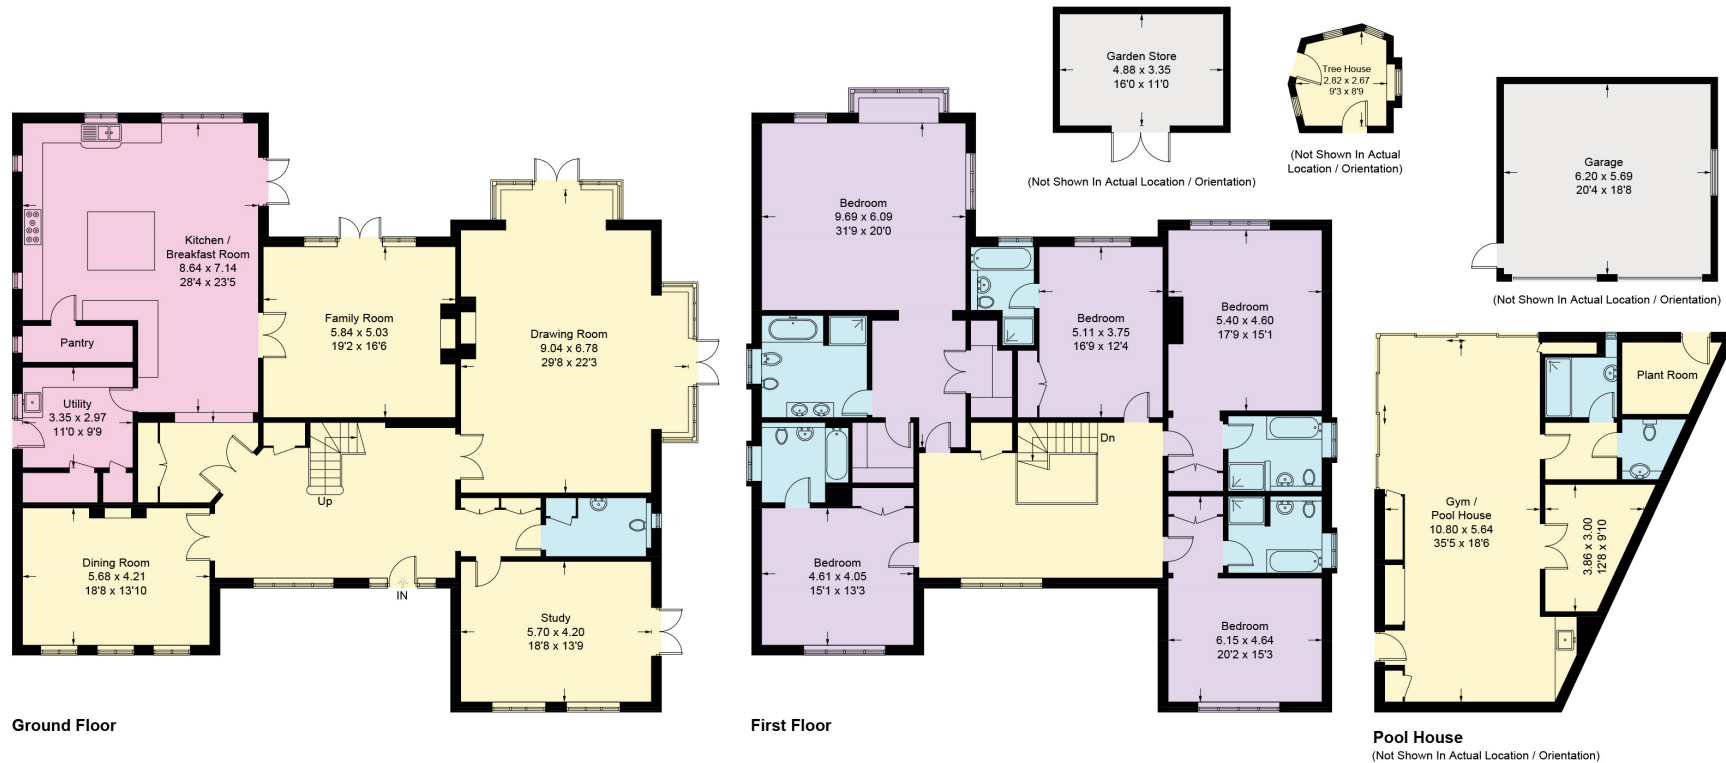 Kitchen /
Breakfast Room
8.64 x 7.14
28'4 x 23'5
Pantry
Utility
3.35 x 2.97
11'0 x 9'9
Family Room
5.84 x 5.03
19'2 x 16'6
Drawing Room
9.04 x 6.78
29'8 x 22'3
Up
Dining Room
5.68 x 4.21
18'8 x 13'10
IN
Study
5.70 x 4.20
18'8 x 13'9
Ground Floor
Bedroom
9.69 x 6.09
31'9 x 20'0
Bedroom
5.11 x 3.75
16'9 x 12'4
Bedroom
5.40 x 4.60
17'9 x 15'1
Dn
Bedroom
4.61 x 4.05
15'1 x 13'3
Bedroom
6.15 x 4.64
20'2 x 15'3
First Floor
Garden Store
4.88 x 3.35
16'0 x 11'0
(Not Shown In Actual Location / Orientation)
Tree House
2.82 x 2.67
9'3 x 8'9
(Not Shown In Actual
Location / Orientation)
Garage
6.20 x 5.69
20'4 x 18'8
(Not Shown In Actual Location / Orientation)
Plant Room
Gym /
Pool House
10.80 x 5.64
35'5 x 18'6
3.86 x 3.00
12'8 x 9'10
Pool House
(Not Shown In Actual Location / Orientation)